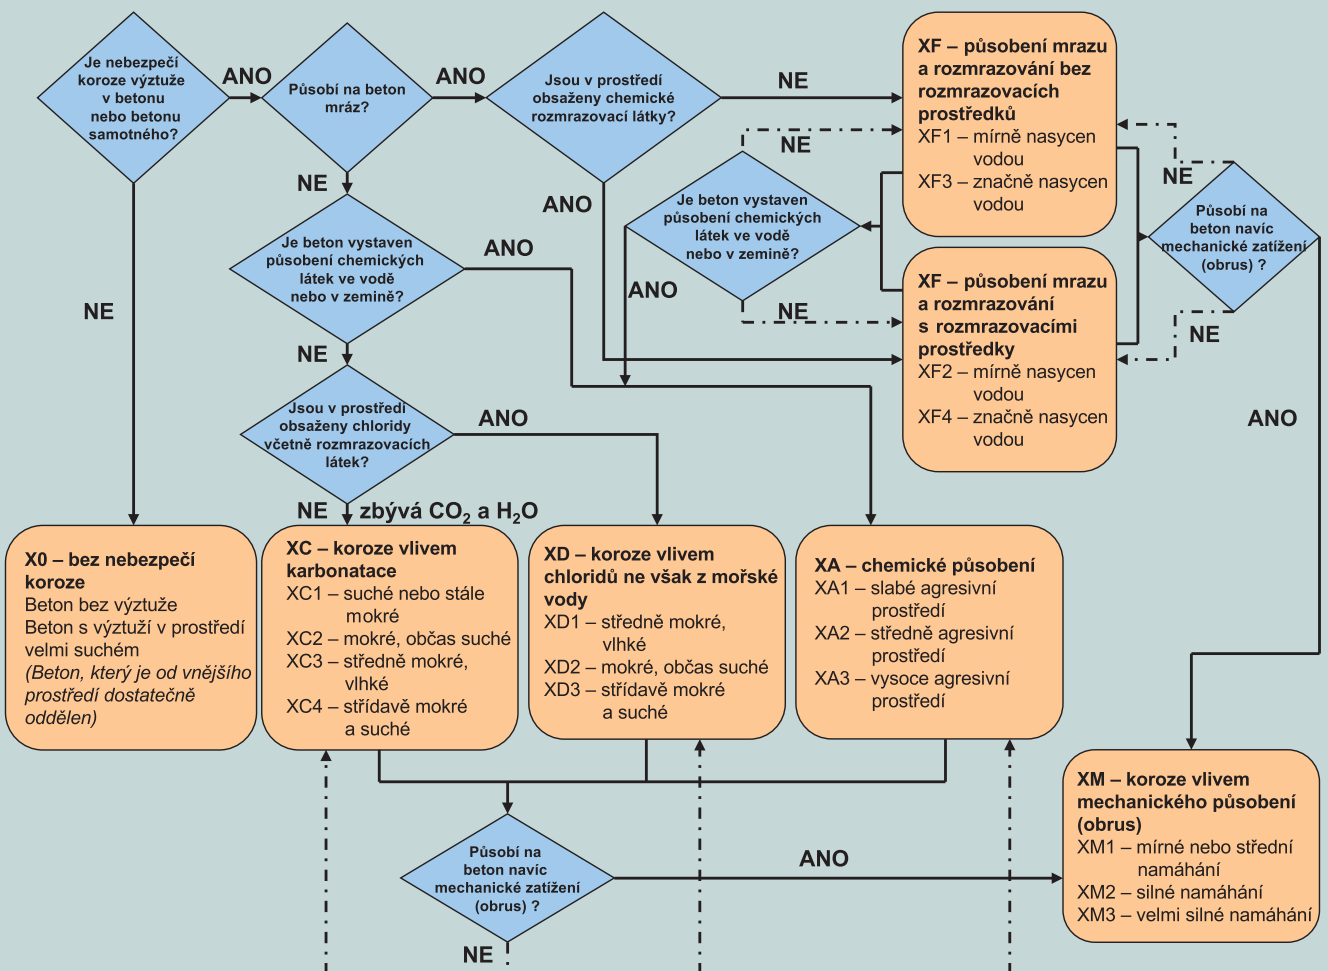 Je nebezpečí
koroze výztuže
v betonu
nebo betonu
samotného?
ANO
Působí na beton
mráz?
ANO
Jsou v prostředí
obsaženy chemické
rozmrazovací látky?
NE
XF – působení mrazu
a rozmrazování bez
rozmrazovacích
prostředků
XF1 – mírně nasycen
vodou
XF3 – značně nasycen
vodou
NE
NE
NE
ANO
Je beton vystaven
působení chemických
látek ve vodě
nebo v zemině?
Působí na
beton navíc
mechanické zatížení
(obrus) ?
Je beton vystaven
působení chemických
látek ve vodě
nebo v zemině?
ANO
ANO
NE
NE
XF – působení mrazu
a rozmrazování
s rozmrazovacími
prostředky
XF2 – mírně nasycen
vodou
XF4 – značně nasycen
vodou
NE
NE
Jsou v prostředí
obsaženy chloridy
včetně rozmrazovacích
látek?
ANO
ANO
NE
zbývá CO₂ a H₂O
X0 – bez nebezpečí
koroze
Beton bez výztuže
Beton s výztuží v prostředí
velmi suchém
(Beton, který je od vnějšího
prostředí dostatečně
oddělen)
XC – koroze vlivem
karbonatace
XC1 – suché nebo stále
mokré
XC2 – mokré, občas suché
XC3 – středně mokré,
vlhké
XC4 – střídavě mokré
a suché
XD – koroze vlivem
chloridů ne však z mořské
vody
XD1 – středně mokré,
vlhké
XD2 – mokré, občas suché
XD3 – střídavě mokré
a suché
XA – chemické působení
XA1 – slabé agresivní
prostředí
XA2 – středně agresivní
prostředí
XA3 – vysoce agresivní
prostředí
XM – koroze vlivem
mechanického působení
(obrus)
XM1 – mírné nebo střední
namáhání
XM2 – silné namáhání
XM3 – velmi silné namáhání
Působí na
beton navíc
mechanické zatížení
(obrus) ?
ANO
NE